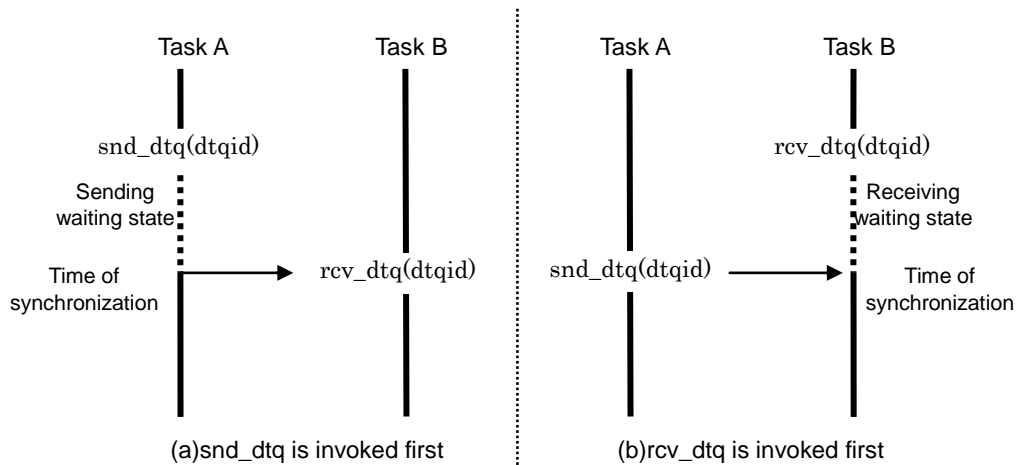 Task A
Task B
snd_dtq(dtqid)
Sending
waiting state
Time of
synchronization
rcv_dtq(dtqid)
(a)snd_dtq is invoked first
Task A
Task B
rcv_dtq(dtqid)
Receiving
waiting state
snd_dtq(dtqid)
Time of
synchronization
(b)rcv_dtq is invoked first